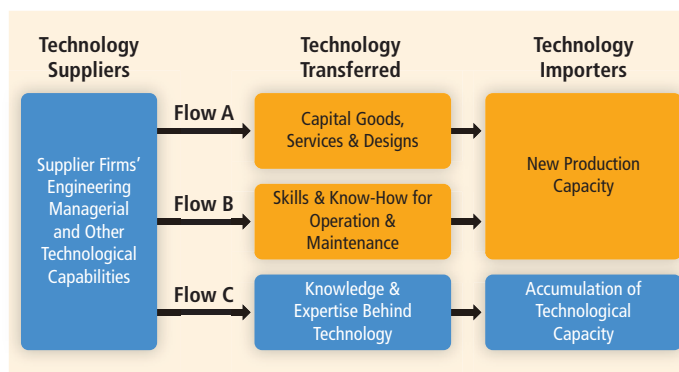 Technology
Suppliers
Technology
Transferred
Technology
Importers
Supplier Firms’
Engineering
Managerial
and Other
Technological
Capabilities
Flow A
Capital Goods,
Services & Designs
New Production
Capacity
Flow B
Skills & Know-How for
Operation &
Maintenance
Flow C
Knowledge &
Expertise Behind
Technology
Accumulation of
Technological
Capacity